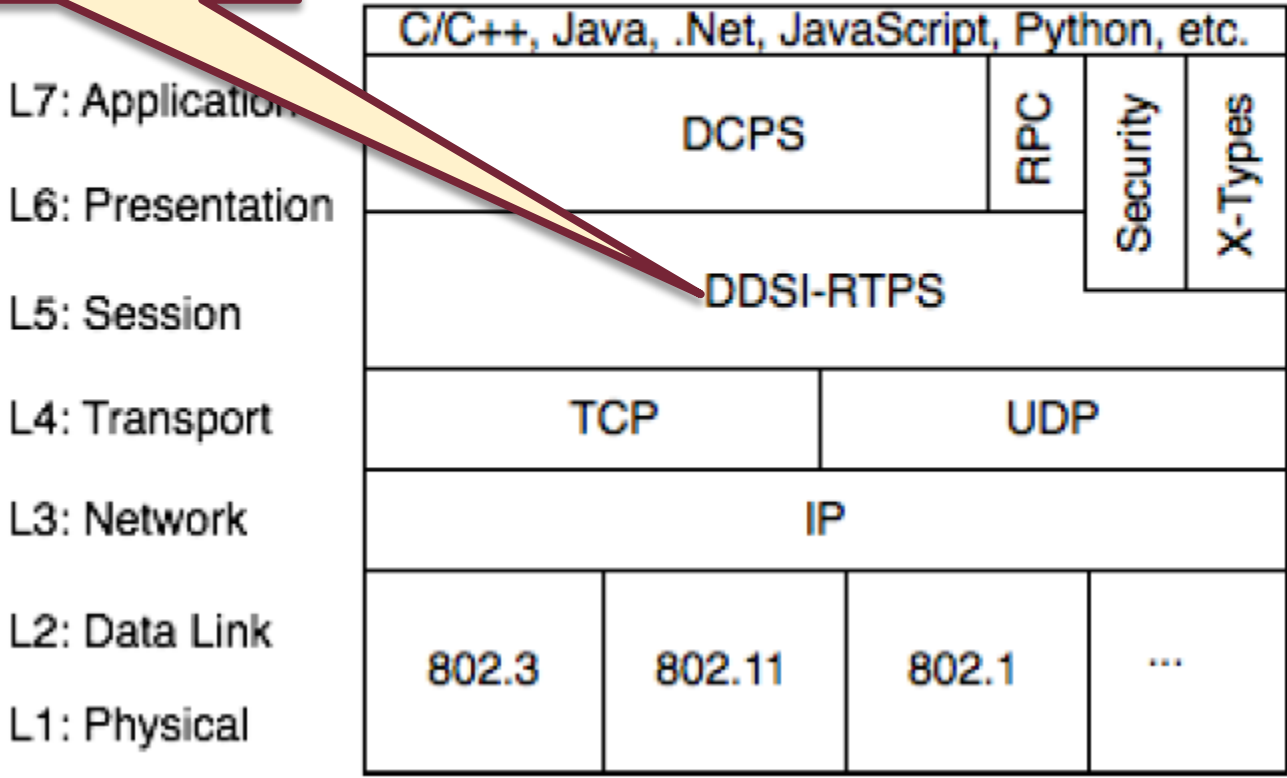 C/C++, Java, .Net, JavaScript, Python, etc.
L7: Application
DCPS
RPC
Security
X-Types
L6: Presentation
DDSI-RTPS
L5: Session
L4: Transport
TCP
UDP
L3: Network
IP
L2: Data Link
802.3
802.11
802.1
...
L1: Physical